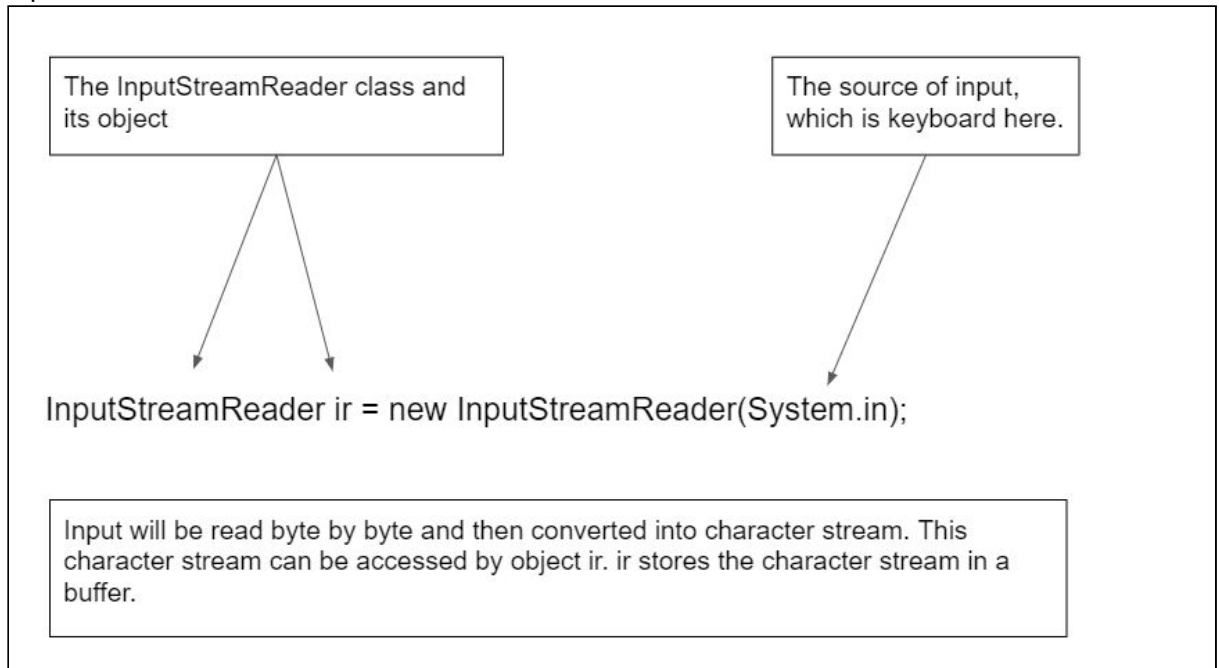 The InputStreamReader class and
its object
The source of input,
which is keyboard here.
InputStreamReader ir = new InputStreamReader(System.in);
Input will be read byte by byte and then converted into character stream. This
character stream can be accessed by object ir. ir stores the character stream in a
buffer.